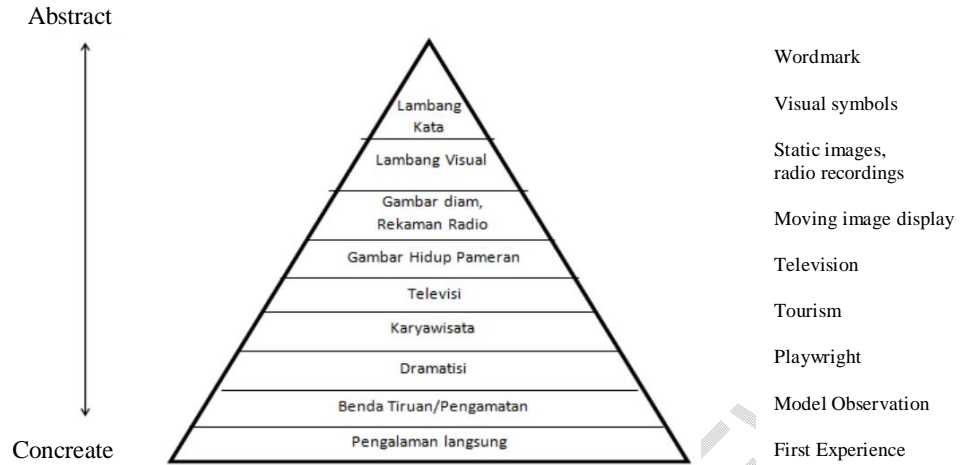 Abstract
Lambang
Kata
Lambang Visual
Gambar diam,
Rekaman Radio
Gambar Hidup Pameran
Televisi
Karyawisata
Dramatisi
Benda Tiruan/Pengamatan
Pengalaman langsung
Concreate
Wordmark
Visual symbols
Static images,
radio recordings
Moving image display
Television
Tourism
Playwright
Model Observation
First Experience